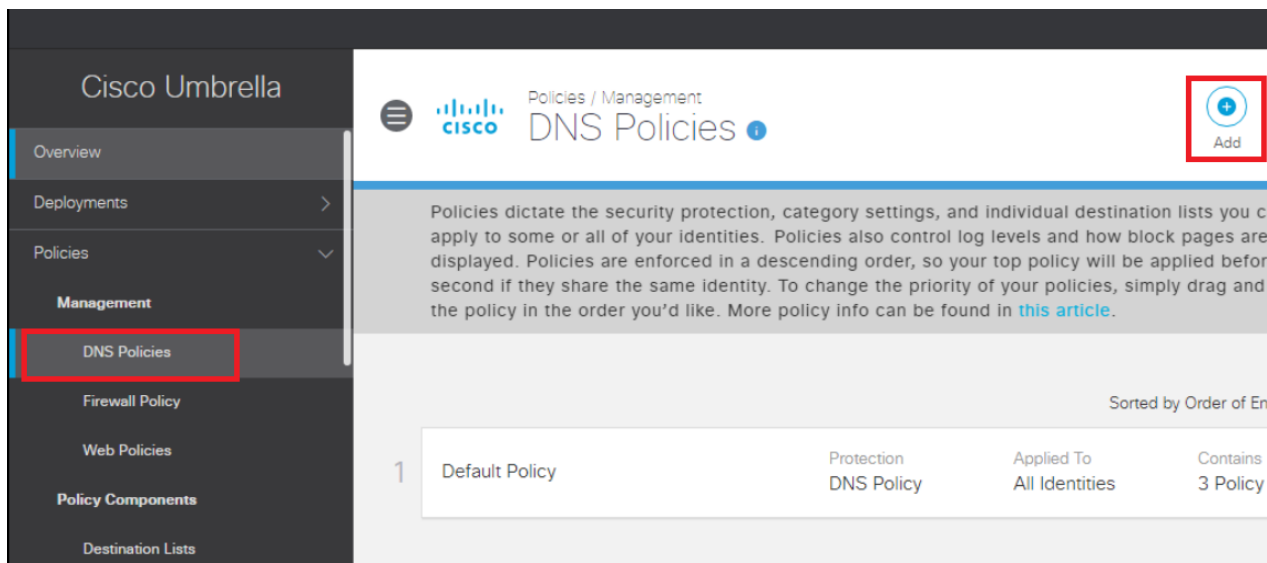 Cisco Umbrella
Overview
Deployments
Policies
Management
DNS Policies
Firewall Policy
Web Policies
Policy Components
Destination Lists
CISCO
Policies / Management
DNS Policies
Add
Policies dictate the security protection, category settings, and individual destination lists you c
apply to some or all of your identities. Policies also control log levels and how block pages are
displayed. Policies are enforced in a descending order, so your top policy will be applied befor
second if they share the same identity. To change the priority of your policies, simply drag and
the policy in the order you'd like. More policy info can be found in this article.
Sorted by Order of En
1
Default Policy
Protection
DNS Policy
Applied To
All Identities
Contains
3 Policy